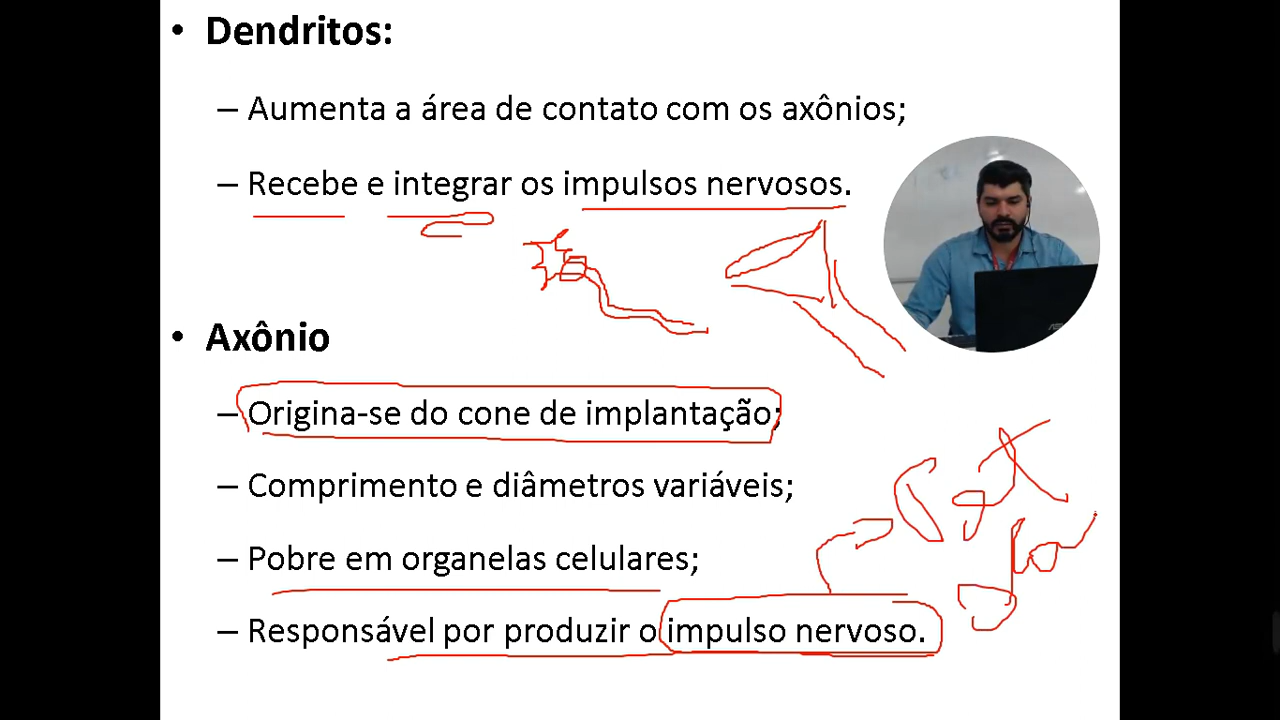 • Dendritos:
– Aumenta a área de contato com os axônios;
– Recebe e integrar os impulsos nervosos.
• Axônio
– Origina-se do cone de implantação;
– Comprimento e diâmetros variáveis;
– Pobre em organelas celulares;
– Responsável por produzir o impulso nervoso.